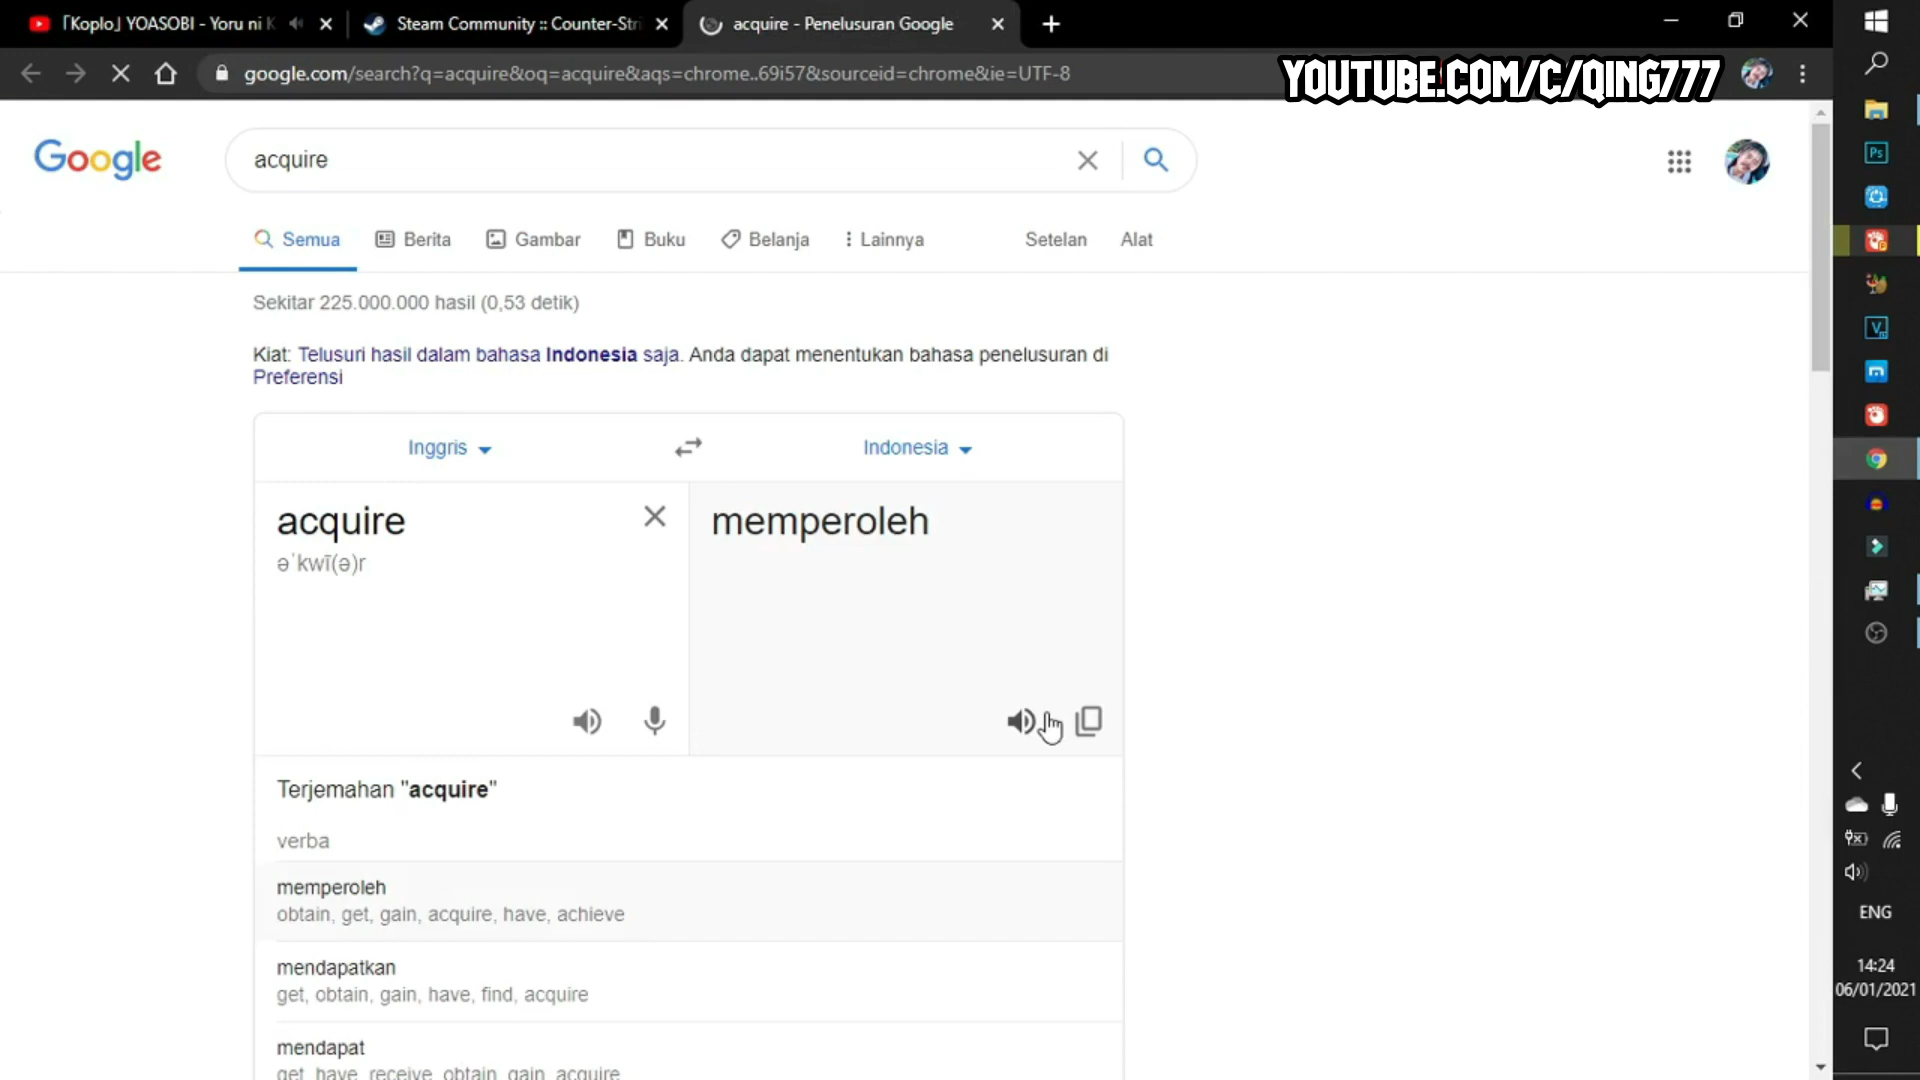 「Koplo」 YOASOBI - Yoru ni K
Steam Community :: Counter-Stri
acquire - Penelusuran Google
google.com/search?q=acquire&oq=acquire&aqs=chrome..69i57&sourceid=chrome&ie=UTF-8
YOUTUBE.COM/C/QING777
Google
acquire
Semua
Berita
Gambar
Buku
Belanja
Lainnya
Setelan
Alat
Sekitar 225.000.000 hasil (0,53 detik)
Kiat: Telusuri hasil dalam bahasa Indonesia saja. Anda dapat menentukan bahasa penelusuran di
Preferensi
Inggris
Indonesia
acquire
memperoleh
əˈkwī(ə)r
Terjemahan "acquire"
verba
memperoleh
obtain, get, gain, acquire, have, achieve
mendapatkan
get, obtain, gain, have, find, acquire
mendapat
get, have, receive, obtain, gain, acquire
Ps
ENG
14:24
06/01/2021